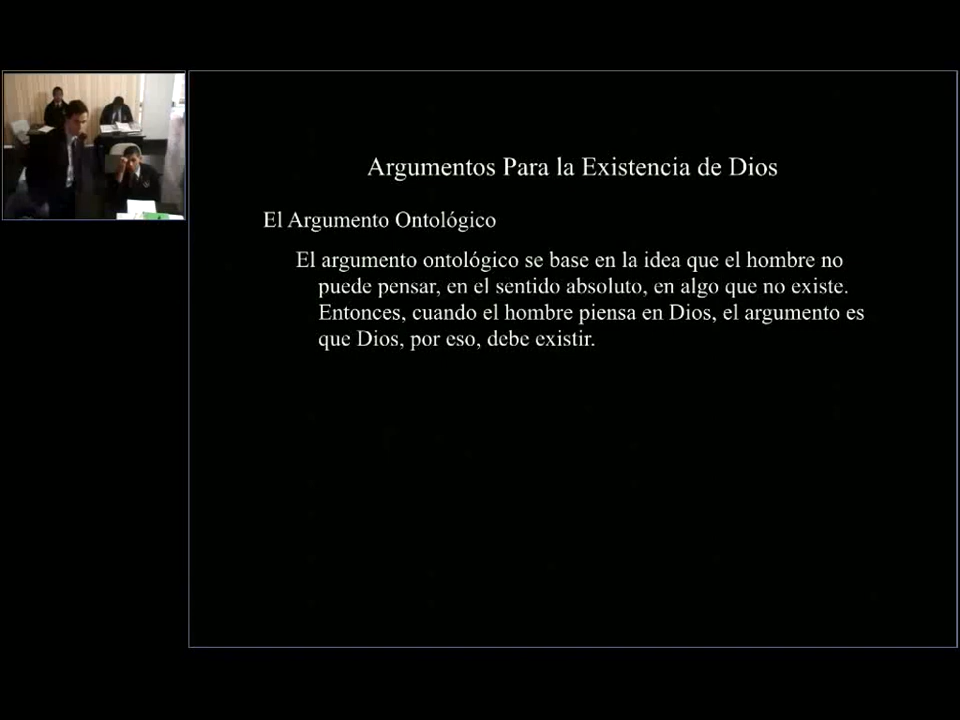 Argumentos Para la Existencia de Dios
El Argumento Ontológico
El argumento ontológico se base en la idea que el hombre no
puede pensar, en el sentido absoluto, en algo que no existe.
Entonces, cuando el hombre piensa en Dios, el argumento es
que Dios, por eso, debe existir.